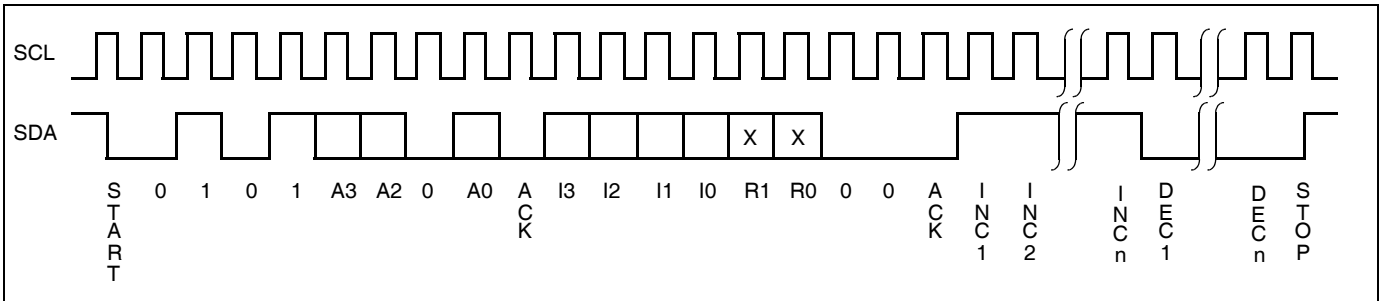 SCL
SDA
X X
START 0 1 0 1 A3 A2 0 A0 ACK I3 I2 I1 I0 R1 R0 0 0 ACK INC1 INC2 INCn DEC1 DECn STOP